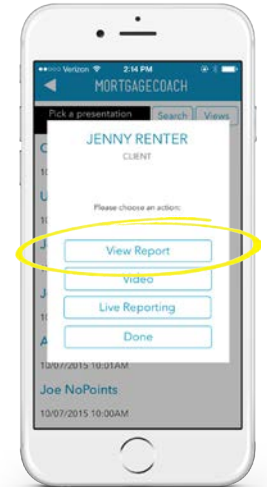 Verizon 2:14 PM
MORTGAGECOACH
Pick a presentation Search Views
JENNY RENTER
CLIENT
Please choose an action:
View Report
Video
Live Reporting
Done
10/07/2015 10:01AM
Joe NoPoints
10/07/2015 10:00AM